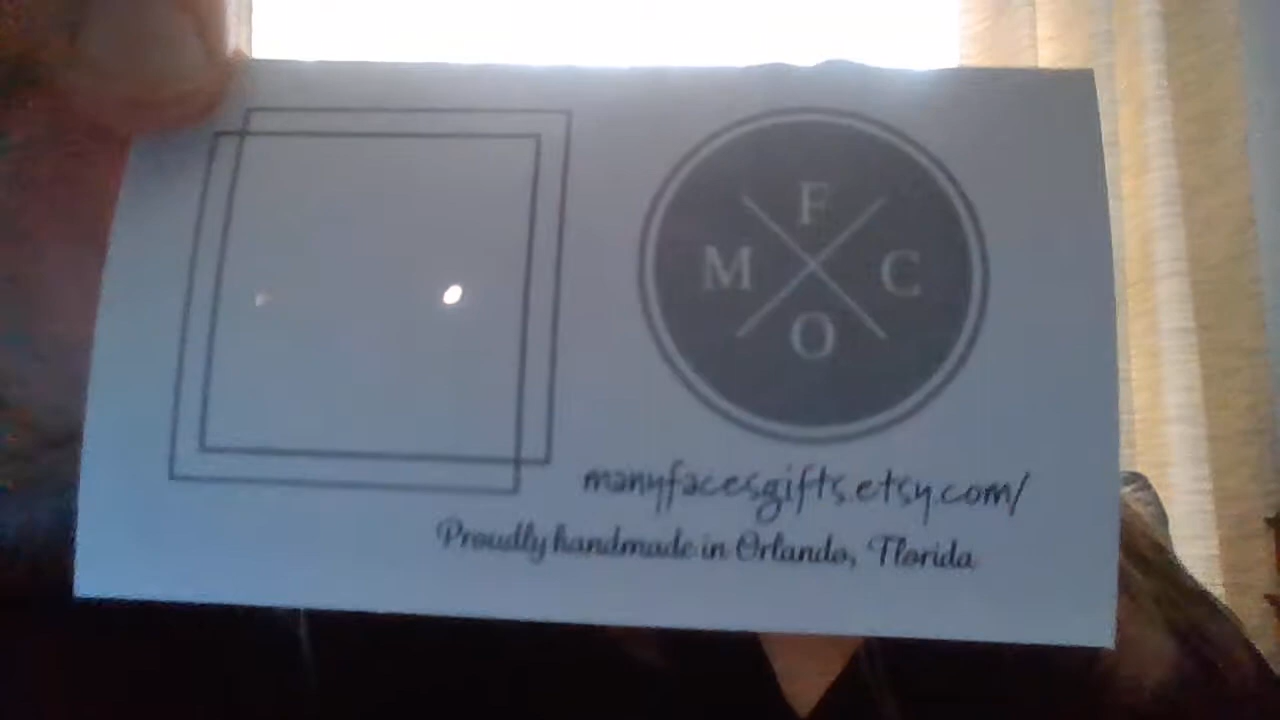 F
M C
O
manyfacesgifts.etsy.com/
Proudly handmade in Orlando, Florida